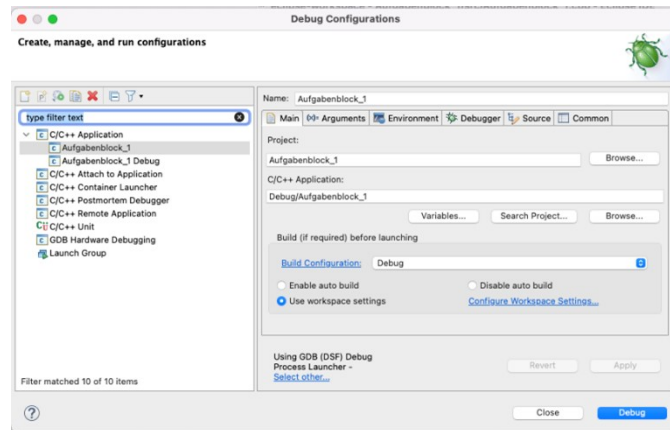 Debug Configurations
Create, manage, and run configurations
type filter text
C/C++ Application
Aufgabenblock_1
Aufgabenblock_1 Debug
C/C++ Attach to Application
C/C++ Container Launcher
C/C++ Postmortem Debugger
C/C++ Remote Application
C/C++ Unit
GDB Hardware Debugging
Launch Group
Filter matched 10 of 10 items
Name: Aufgabenblock_1
Main Arguments Environment Debugger Source Common
Project:
Aufgabenblock_1 Browse...
C/C++ Application:
Debug/Aufgabenblock_1
Variables... Search Project... Browse...
Build (if required) before launching
Build Configuration: Debug
Enable auto build Disable auto build
Use workspace settings Configure Workspace Settings...
Using GDB (DSF) Debug
Process Launcher -
Select other...
Revert Apply
Close Debug